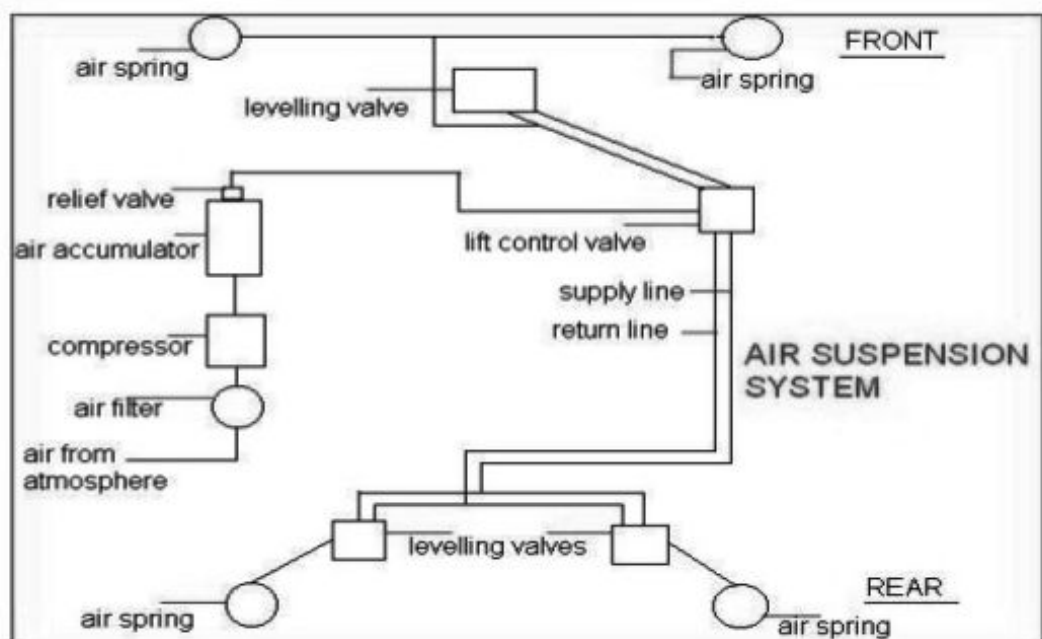 FRONT
air spring
air spring
levelling valve
relief valve
air accumulator
lift control valve
supply line
return line
compressor
AIR SUSPENSION
SYSTEM
air filter
air from
atmosphere
levelling valves
REAR
air spring
air spring